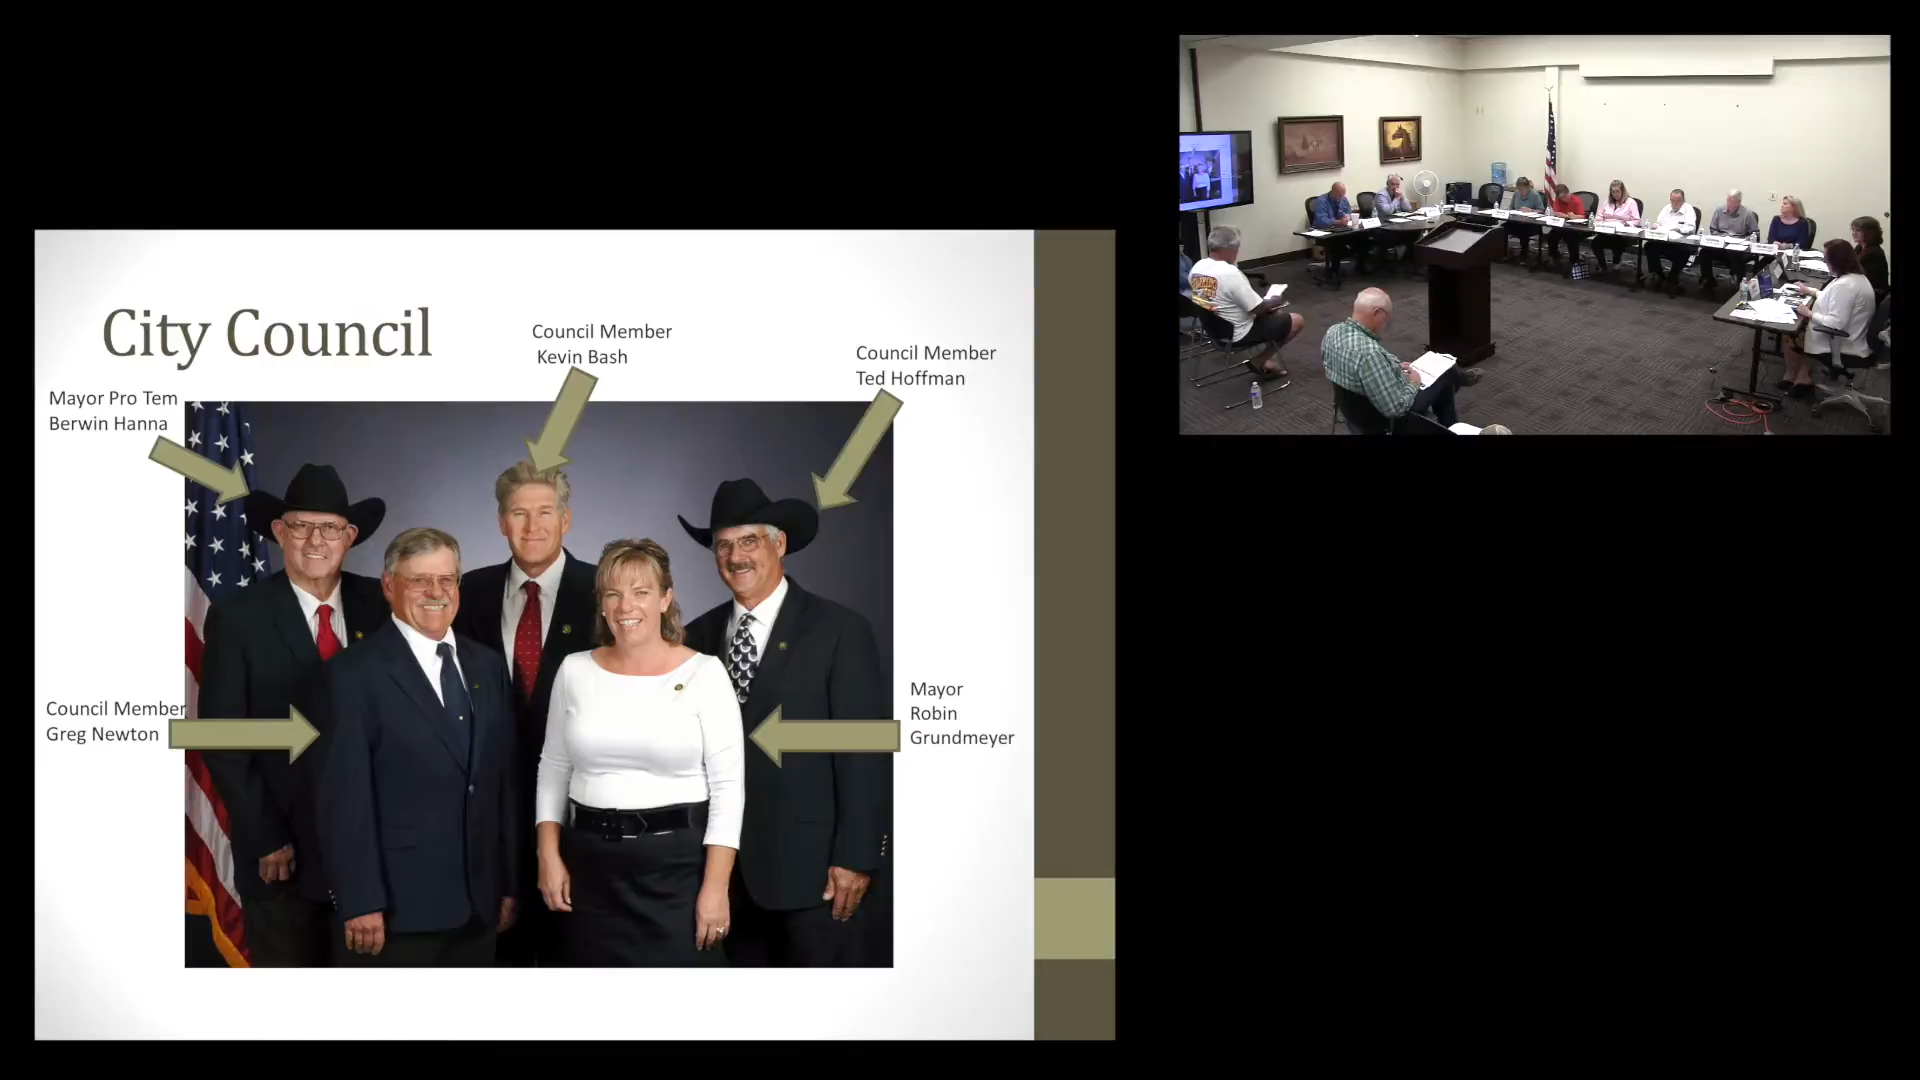 City Council
Council Member
Kevin Bash
Council Member
Ted Hoffman
Mayor Pro Tem
Berwin Hanna
Council Member
Greg Newton
Mayor
Robin
Grundmeyer